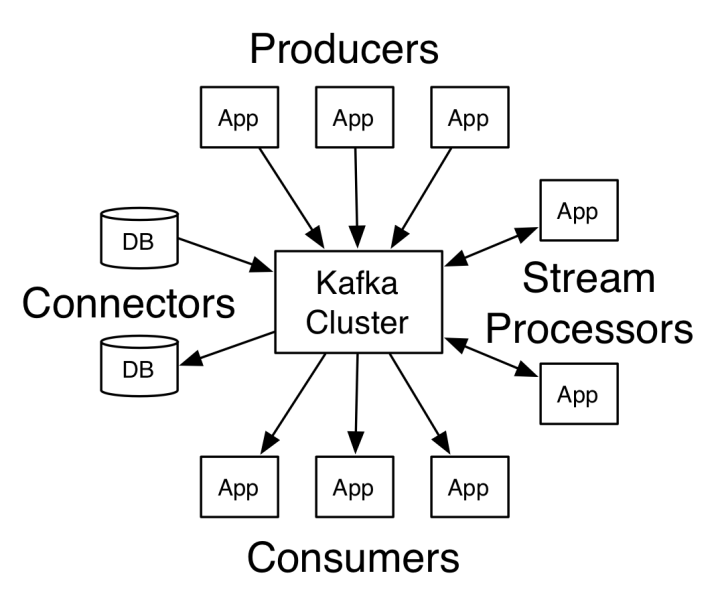 Producers
App
App
App
DB
App
Kafka
Cluster
Connectors
Stream
Processors
DB
App
App
App
App
Consumers